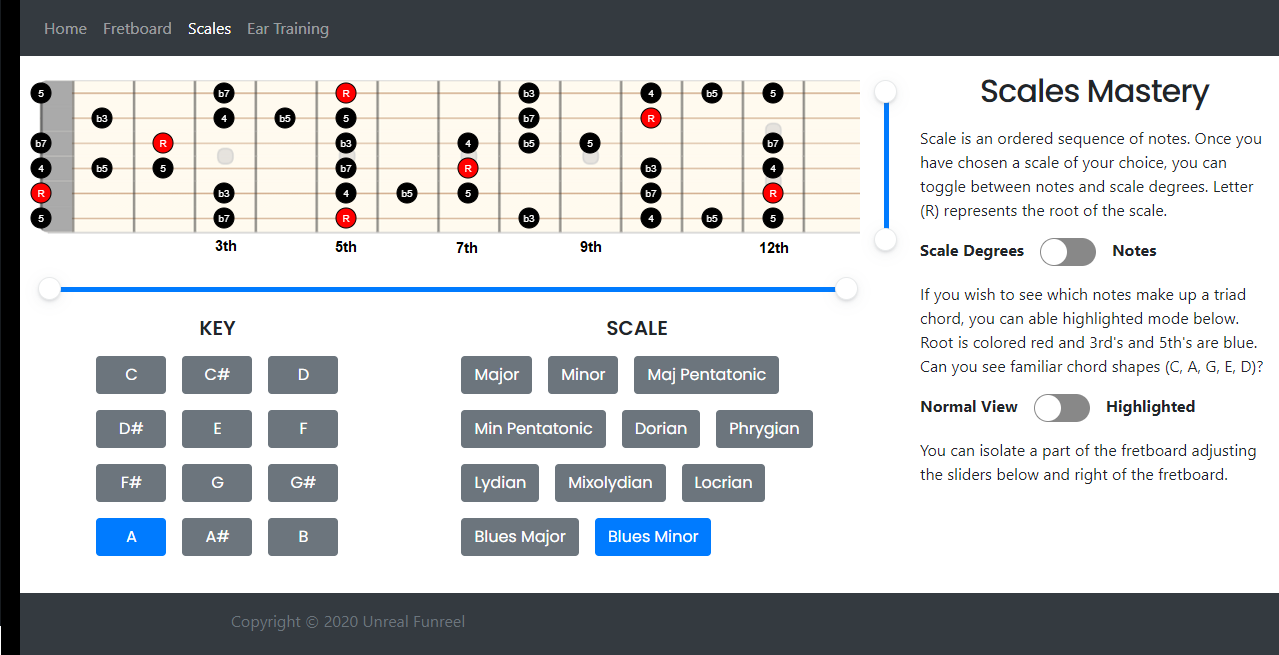 Home Fretboard Scales Ear Training
5 b7 R b3 4 b5 5
b3 4 b5 5 b7 R
b7 R b3 4 b5 5 b7
4 b5 5 b7 R b3 4
R b3 4 b5 5 b7 R
5 b7 R b3 4 b5 5
3th 5th 7th 9th 12th
KEY
C C# D
D# E F
F# G G#
A A# B
SCALE
Major Minor Maj Pentatonic
Min Pentatonic Dorian Phrygian
Lydian Mixolydian Locrian
Blues Major Blues Minor
Scales Mastery
Scale is an ordered sequence of notes. Once you
have chosen a scale of your choice, you can
toggle between notes and scale degrees. Letter
(R) represents the root of the scale.
Scale Degrees Notes
If you wish to see which notes make up a triad
chord, you can able highlighted mode below.
Root is colored red and 3rd's and 5th's are blue.
Can you see familiar chord shapes (C, A, G, E, D)?
Normal View Highlighted
You can isolate a part of the fretboard adjusting
the sliders below and right of the fretboard.
Copyright © 2020 Unreal Funreel